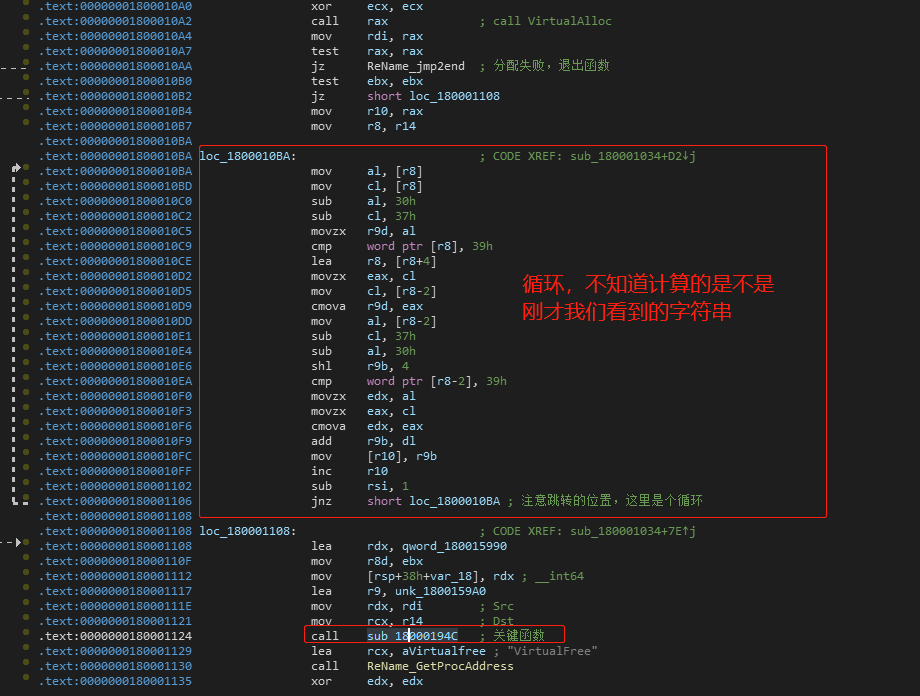 .text:00000001800010A0 xor ecx, ecx
.text:00000001800010A2 call rax ; call VirtualAlloc
.text:00000001800010A4 mov rdi, rax
.text:00000001800010A7 test rax, rax
.text:00000001800010AA jz ReName_jmp2end ; 分配失败，退出函数
.text:00000001800010B0 test ebx, ebx
.text:00000001800010B2 jz short loc_180001108
.text:00000001800010B4 mov r10, rax
.text:00000001800010B7 mov r8, r14
.text:00000001800010BA
.text:00000001800010BA loc_1800010BA: ; CODE XREF: sub_180001034+D2↓j
.text:00000001800010BA mov al, [r8]
.text:00000001800010BD mov cl, [r8]
.text:00000001800010C0 sub al, 30h
.text:00000001800010C2 sub cl, 37h
.text:00000001800010C5 movzx r9d, al
.text:00000001800010C9 cmp word ptr [r8], 39h
.text:00000001800010CE lea r8, [r8+4]
.text:00000001800010D2 movzx eax, cl
.text:00000001800010D5 mov cl, [r8-2]
.text:00000001800010D9 cmova r9d, eax
.text:00000001800010DD mov al, [r8-2]
.text:00000001800010E1 sub cl, 37h
.text:00000001800010E4 sub al, 30h
.text:00000001800010E6 shl r9b, 4
.text:00000001800010EA cmp word ptr [r8-2], 39h
.text:00000001800010F0 movzx edx, al
.text:00000001800010F3 movzx eax, cl
.text:00000001800010F6 cmova edx, eax
.text:00000001800010F9 add r9b, dl
.text:00000001800010FC mov [r10], r9b
.text:00000001800010FF inc r10
.text:0000000180001102 sub rsi, 1
.text:0000000180001106 jnz short loc_1800010BA ; 注意跳转的位置，这里是个循环
循环，不知道计算的是不是
刚才我们看到的字符串
.text:0000000180001108
.text:0000000180001108 loc_180001108: ; CODE XREF: sub_180001034+7E↑j
.text:0000000180001108 lea rdx, qword_180015990
.text:000000018000110F mov r8d, ebx
.text:0000000180001112 mov [rsp+38h+var_18], rdx ; __int64
.text:0000000180001117 lea r9, unk_1800159A0
.text:000000018000111E mov rdx, rdi ; Src
.text:0000000180001121 mov rcx, r14 ; Dst
.text:0000000180001124 call sub_18000194C ; 关键函数
.text:0000000180001129 lea rcx, aVirtualfree ; "VirtualFree"
.text:0000000180001130 call ReName_GetProcAddress
.text:0000000180001135 xor edx, edx